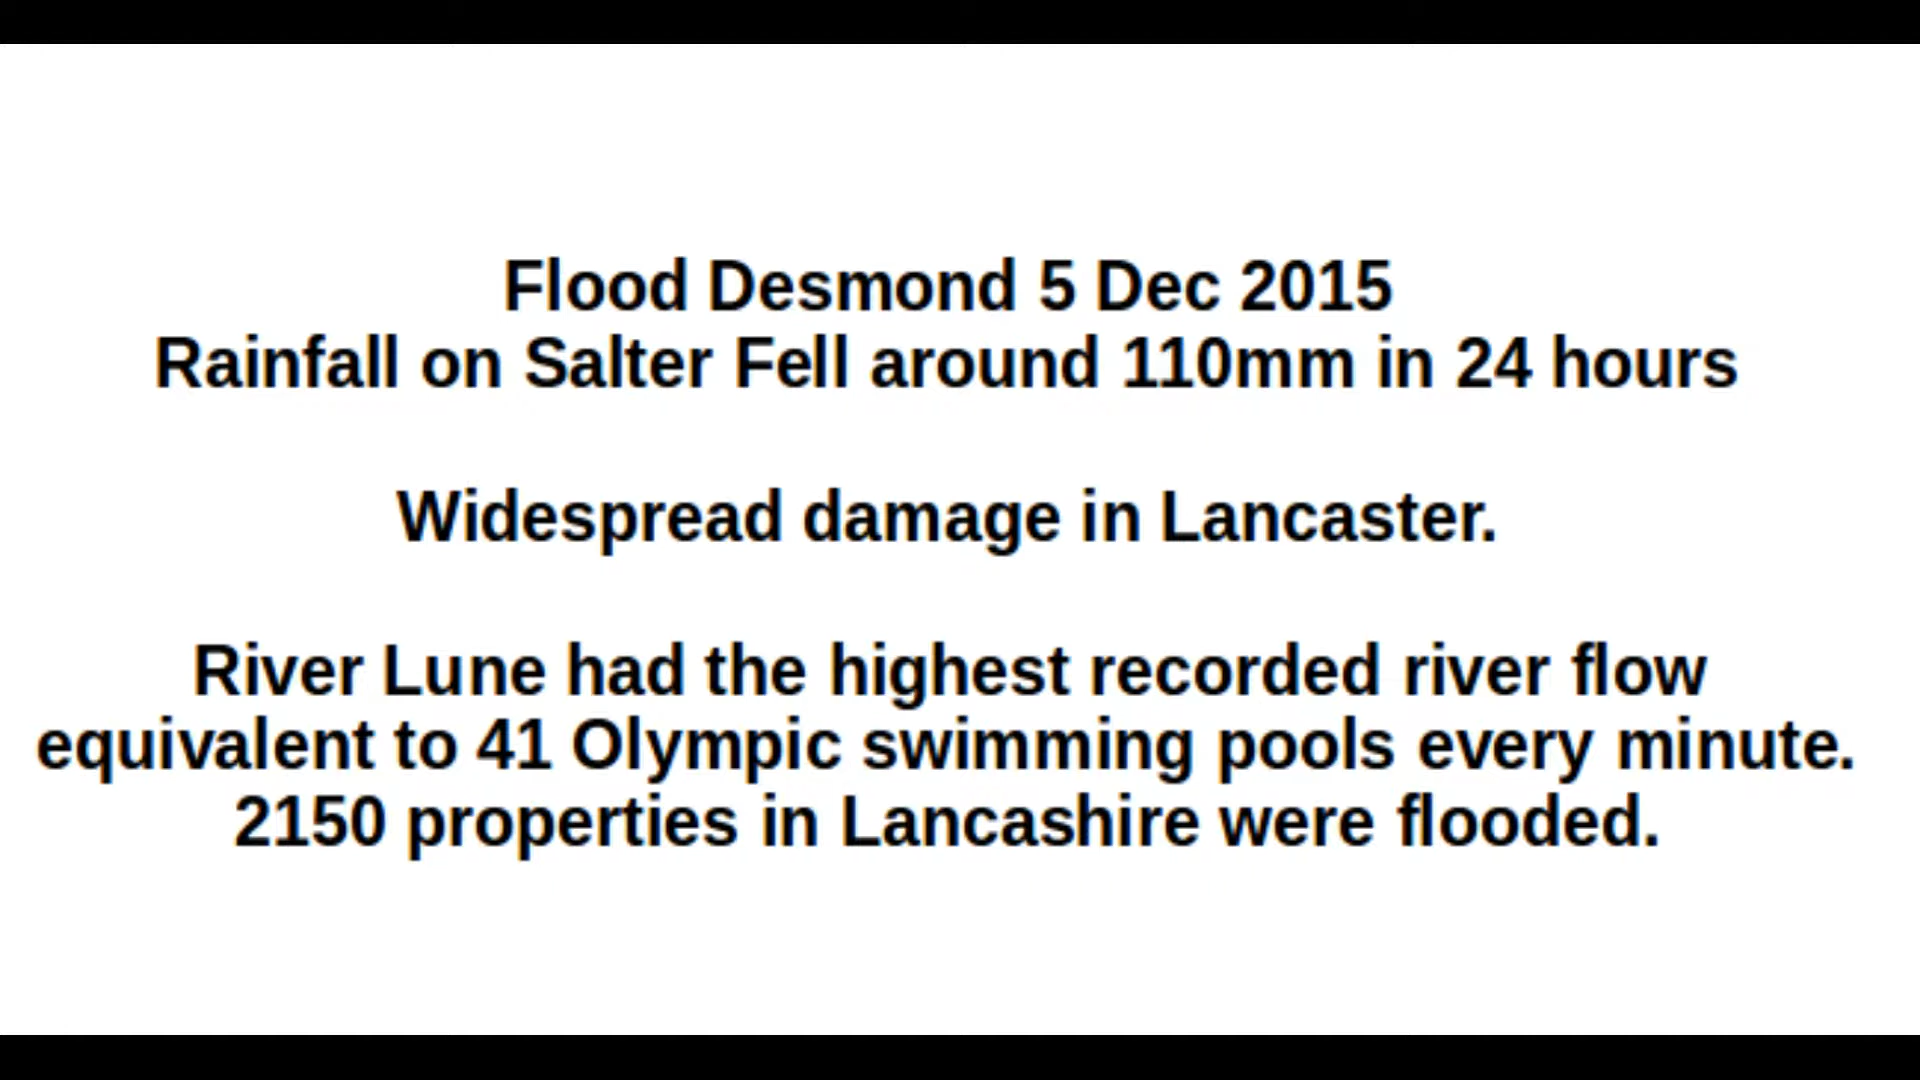 Flood Desmond 5 Dec 2015
Rainfall on Salter Fell around 110mm in 24 hours
Widespread damage in Lancaster.
River Lune had the highest recorded river flow
equivalent to 41 Olympic swimming pools every minute.
2150 properties in Lancashire were flooded.